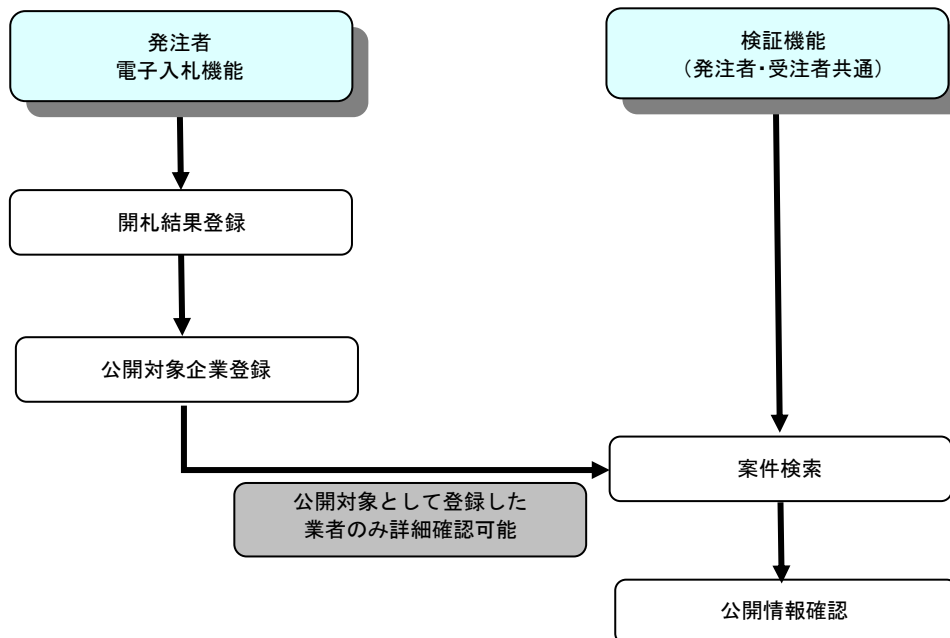 発注者
電子入札機能
検証機能
（発注者・受注者共通）
開札結果登録
公開対象企業登録
案件検索
公開対象として登録した
業者のみ詳細確認可能
公開情報確認